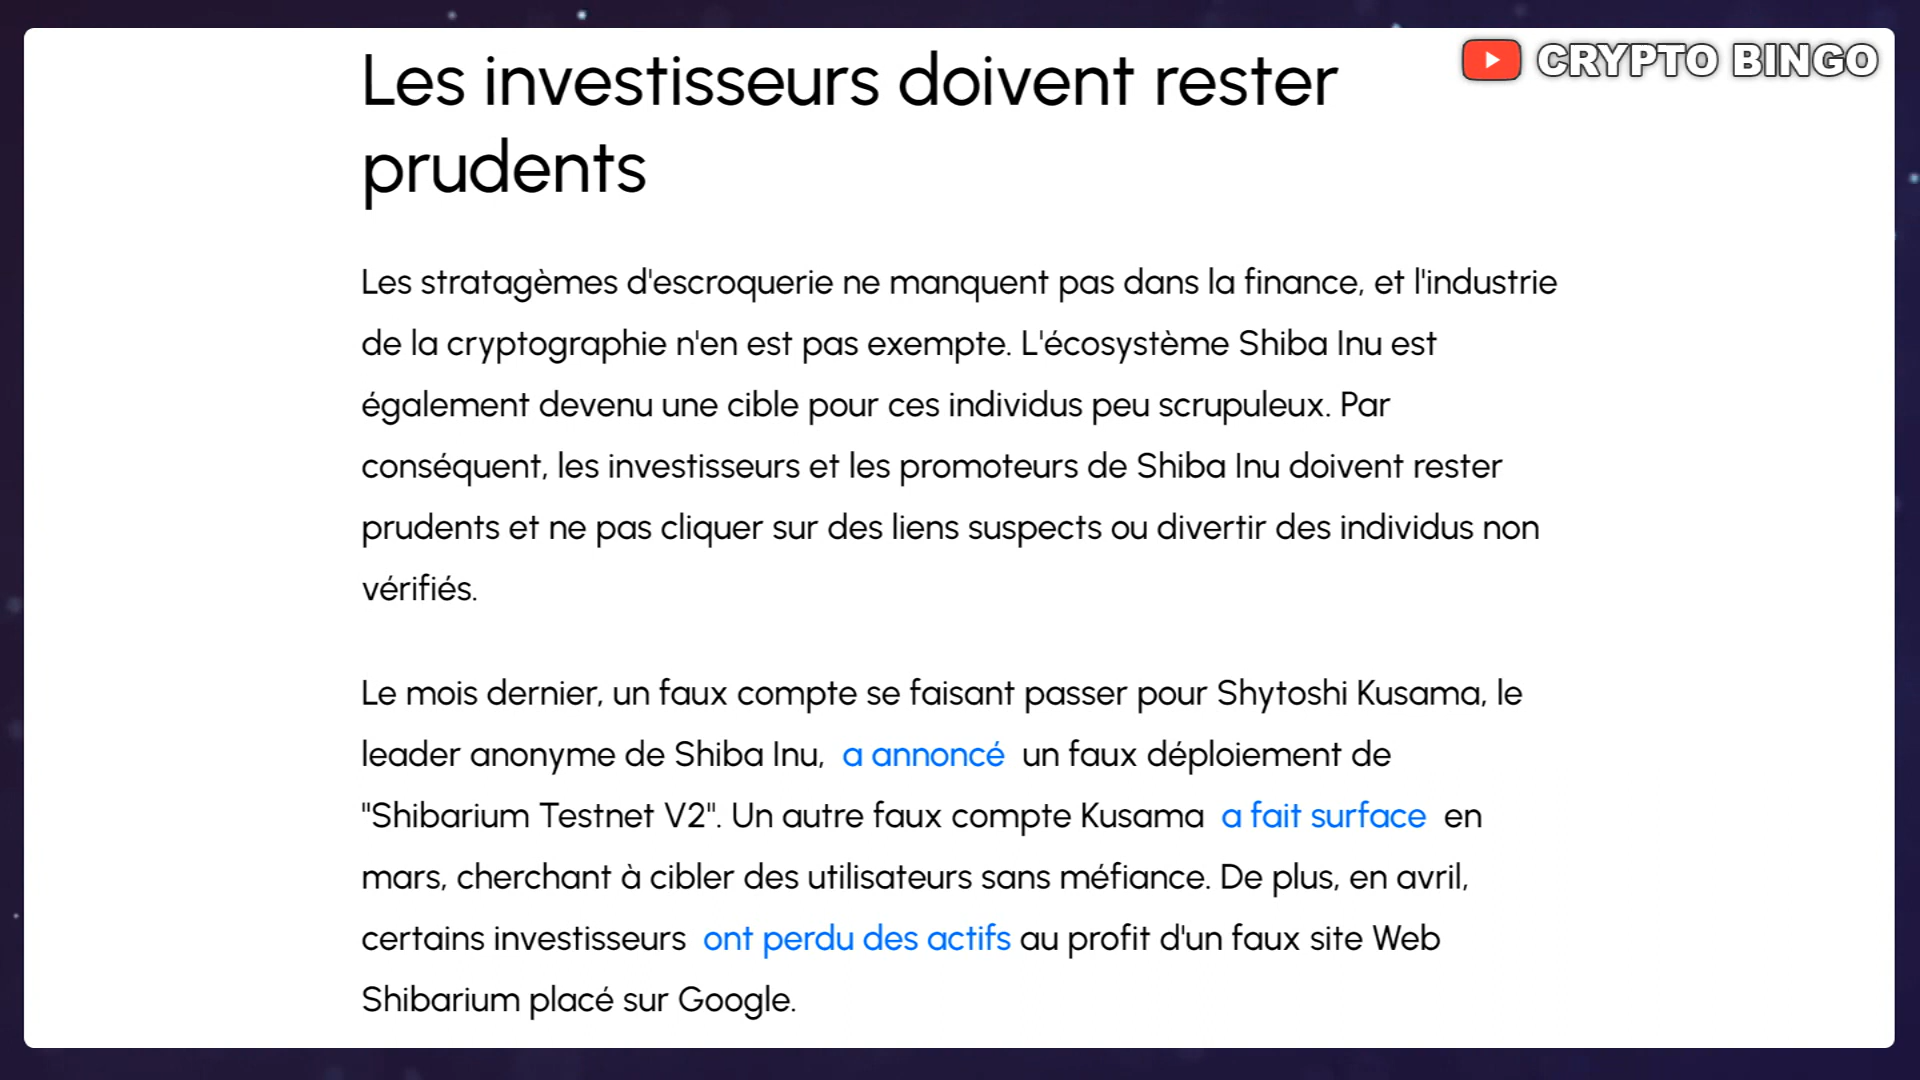 CRYPTO BINGO
Les investisseurs doivent rester
prudents
Les stratagèmes d'escroquerie ne manquent pas dans la finance, et l'industrie
de la cryptographie n'en est pas exempte. L'écosystème Shiba Inu est
également devenu une cible pour ces individus peu scrupuleux. Par
conséquent, les investisseurs et les promoteurs de Shiba Inu doivent rester
prudents et ne pas cliquer sur des liens suspects ou divertir des individus non
vérifiés.
Le mois dernier, un faux compte se faisant passer pour Shytoshi Kusama, le
leader anonyme de Shiba Inu, a annoncé un faux déploiement de
"Shibarium Testnet V2". Un autre faux compte Kusama a fait surface en
mars, cherchant à cibler des utilisateurs sans méfiance. De plus, en avril,
certains investisseurs ont perdu des actifs au profit d'un faux site Web
Shibarium placé sur Google.